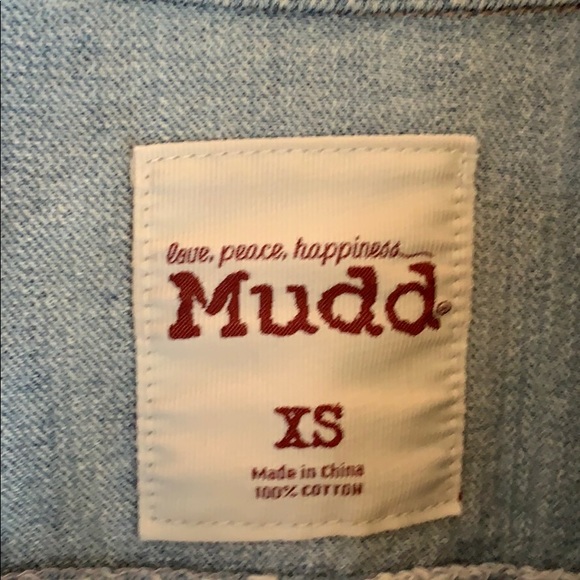 love, peace, happiness
Mudd®
XS
Made in China
100% COTTON